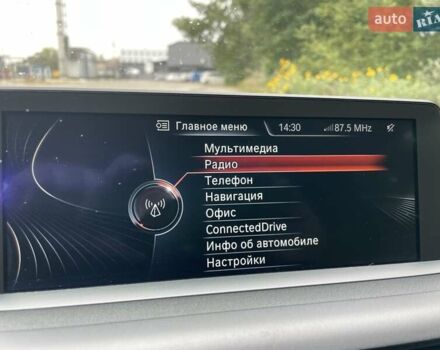 auto RIA
Главное меню 14:30 87.5 MHz
Мультимедиа
Радио
Телефон
Навигация
Офис
ConnectedDrive
Инфо об автомобиле
Настройки